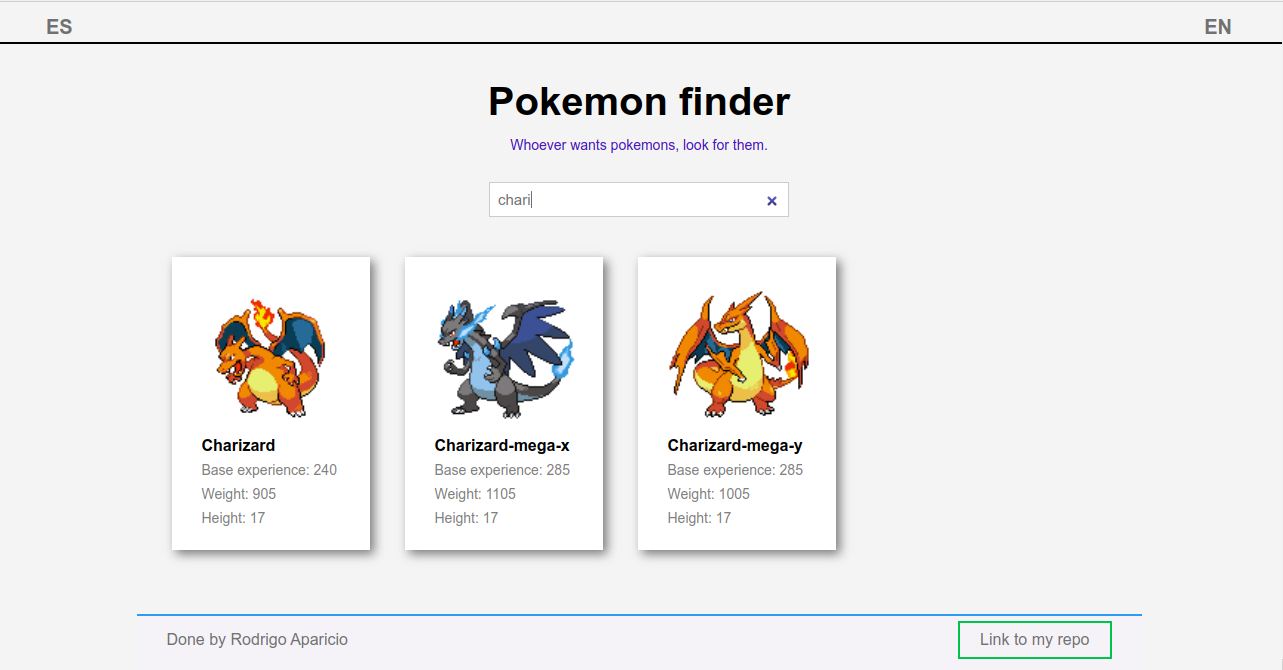 ES
EN
Pokemon finder
Whoever wants pokemons, look for them.
chari
Charizard
Base experience: 240
Weight: 905
Height: 17
Charizard-mega-x
Base experience: 285
Weight: 1105
Height: 17
Charizard-mega-y
Base experience: 285
Weight: 1005
Height: 17
Done by Rodrigo Aparicio
Link to my repo